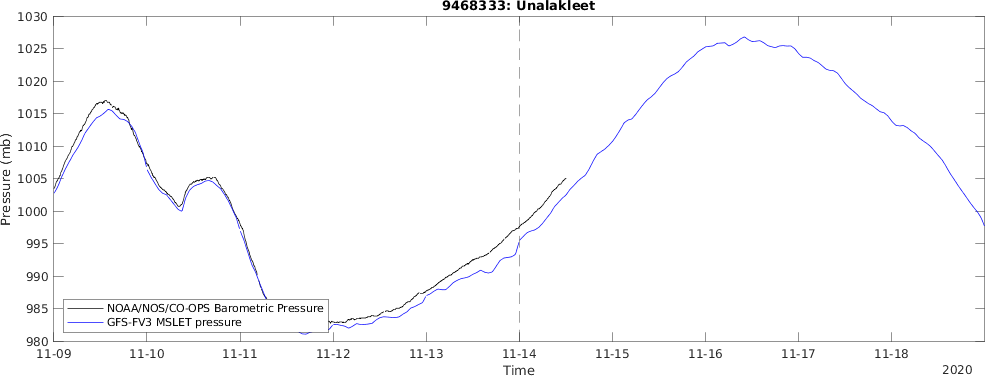 9468333: Unalakleet
1030
1025
1020
1015
1010
1005
1000
995
990
985
980
Pressure (mb)
NOAA/NOS/CO-OPS Barometric Pressure
GFS-FV3 MSLET pressure
11-09 11-10 11-11 11-12 11-13 11-14 11-15 11-16 11-17 11-18
Time
2020